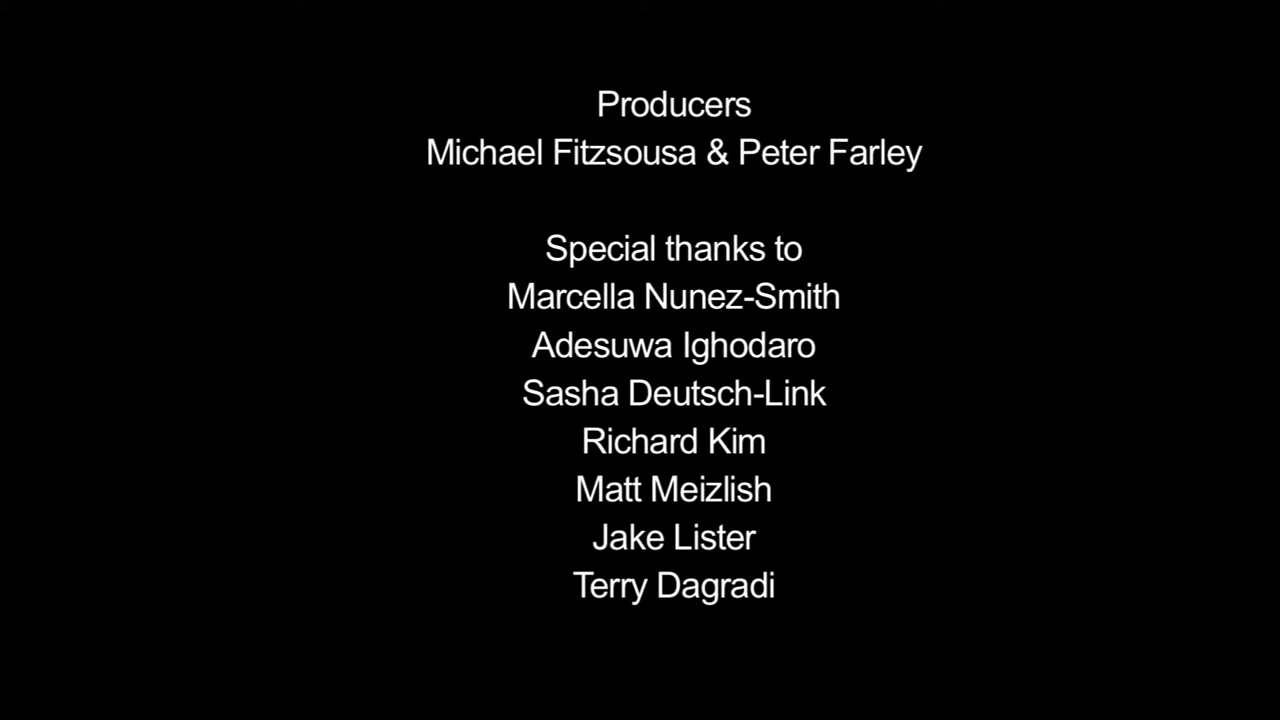 Producers
Michael Fitzsousa & Peter Farley
Special thanks to
Marcella Nunez-Smith
Adesuwa Ighodaro
Sasha Deutsch-Link
Richard Kim
Matt Meizlish
Jake Lister
Terry Dagradi